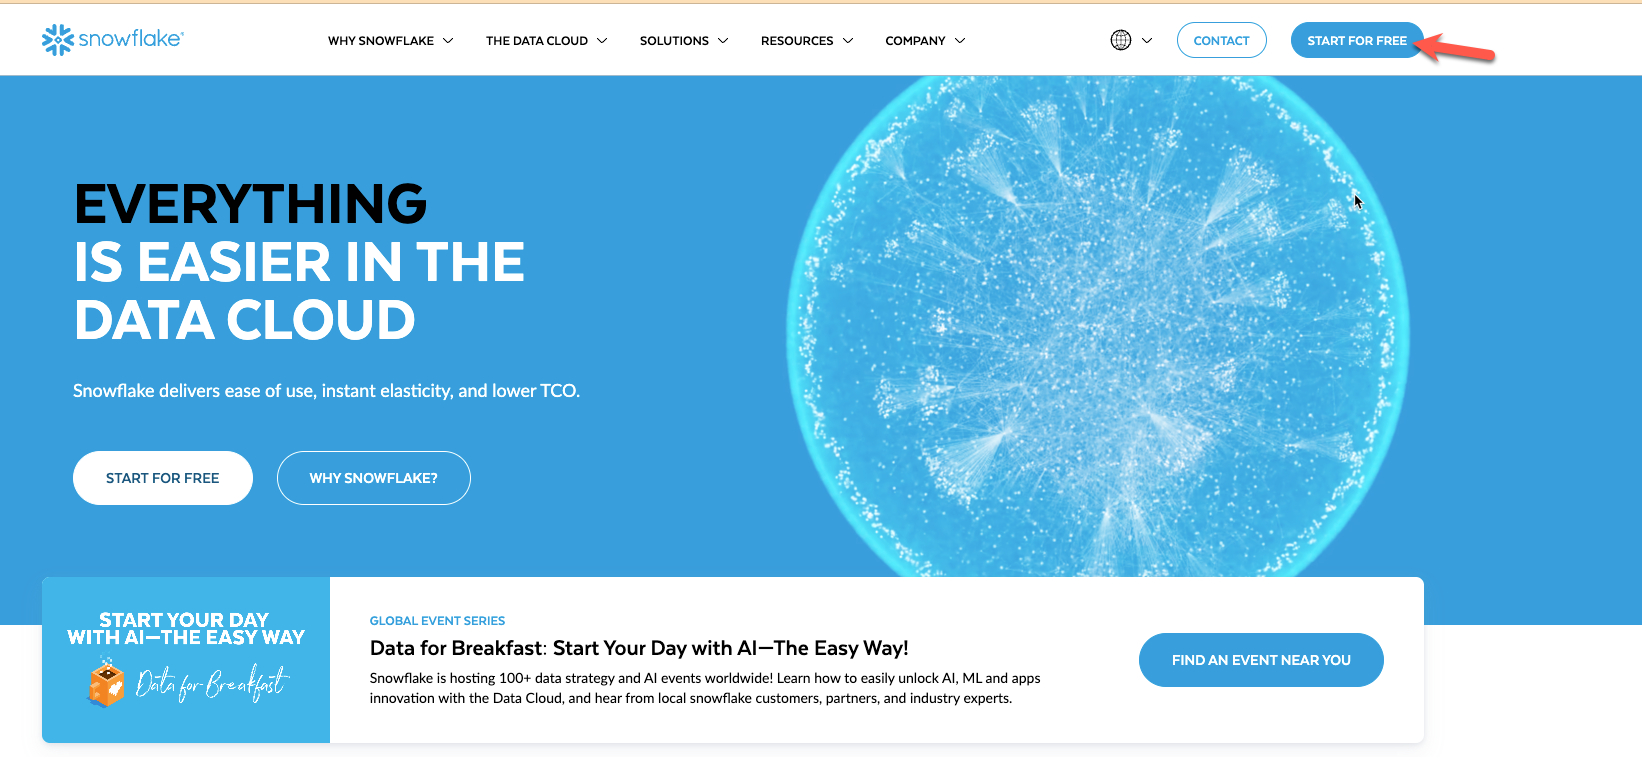 snowflake
WHY SNOWFLAKE
THE DATA CLOUD
SOLUTIONS
RESOURCES
COMPANY
CONTACT
START FOR FREE
EVERYTHING
IS EASIER IN THE
DATA CLOUD
Snowflake delivers ease of use, instant elasticity, and lower TCO.
START FOR FREE
WHY SNOWFLAKE?
START YOUR DAY
WITH AI—THE EASY WAY
Data for Breakfast
GLOBAL EVENT SERIES
Data for Breakfast: Start Your Day with AI—The Easy Way!
Snowflake is hosting 100+ data strategy and AI events worldwide! Learn how to easily unlock AI, ML and apps
innovation with the Data Cloud, and hear from local snowflake customers, partners, and industry experts.
FIND AN EVENT NEAR YOU